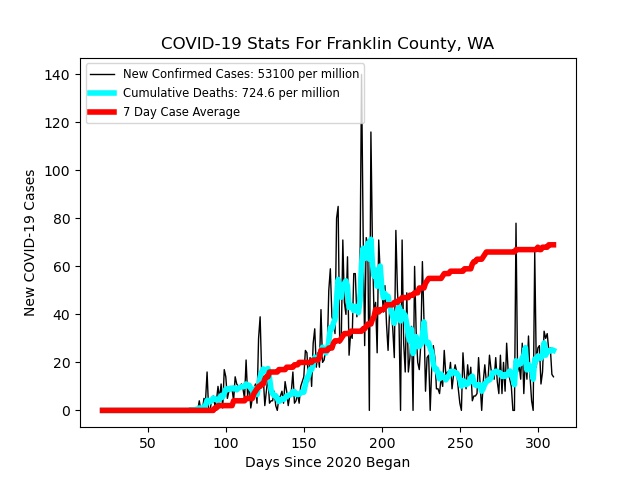 COVID-19 Stats For Franklin County, WA
New Confirmed Cases: 53100 per million
Cumulative Deaths: 724.6 per million
7 Day Case Average
New COVID-19 Cases
140
120
100
80
60
40
20
0
50 100 150 200 250 300
Days Since 2020 Began